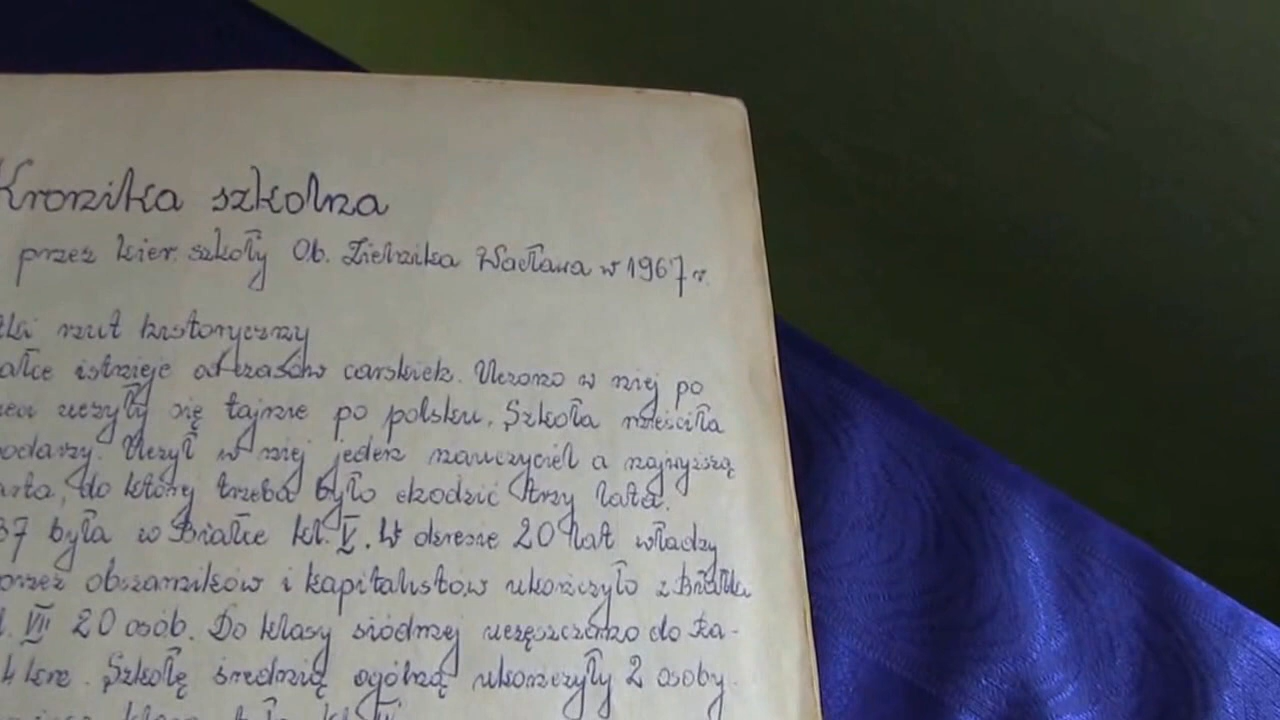 Kronika szkolna
przez kier. szkoły Ob. Zielnika Wacława w 1967 r.
rzut historyczny
istnieje od czasów carskich. Uczono w niej po
uczyły się tajnie po polsku. Szkoła mieściła
Uczył w niej jeden nauczyciel a najwyższą
do której trzeba było chodzić trzy lata.
37 była w Białce kl. V. W okresie 20 lat władzy
przez obszarników i kapitalistów ukończyło z Białki
VII 20 osób. Do klasy siódmej uczęszczano do Ła-
4 km. Szkołę średnią ogólną ukończyły 2 osoby.